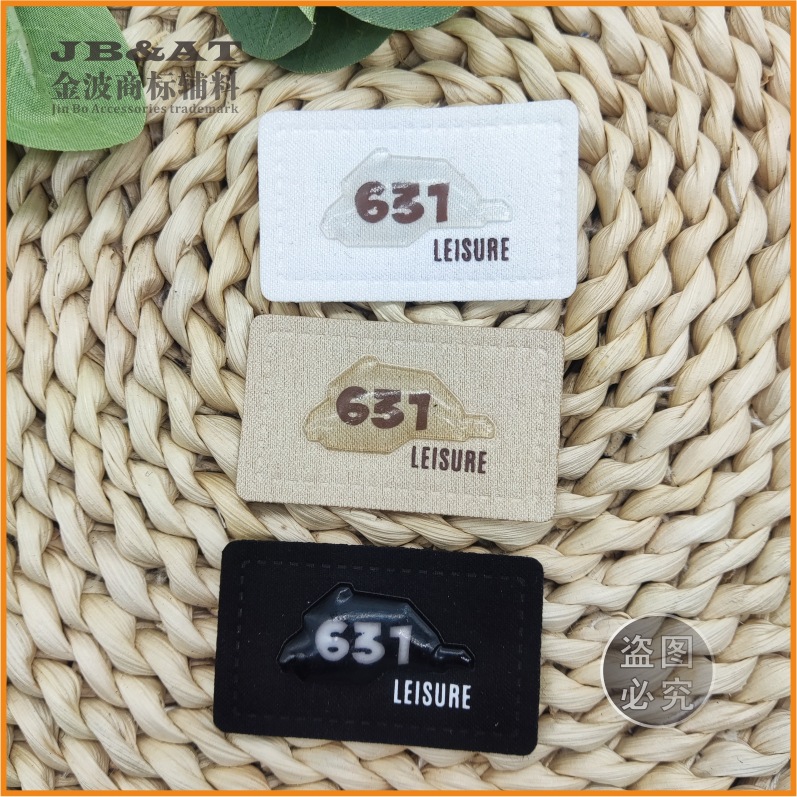 JB&AT
金波商标辅料
Jin Bo Accessories trademark
631
LEISURE
631
LEISURE
631
LEISURE
盗图
必究